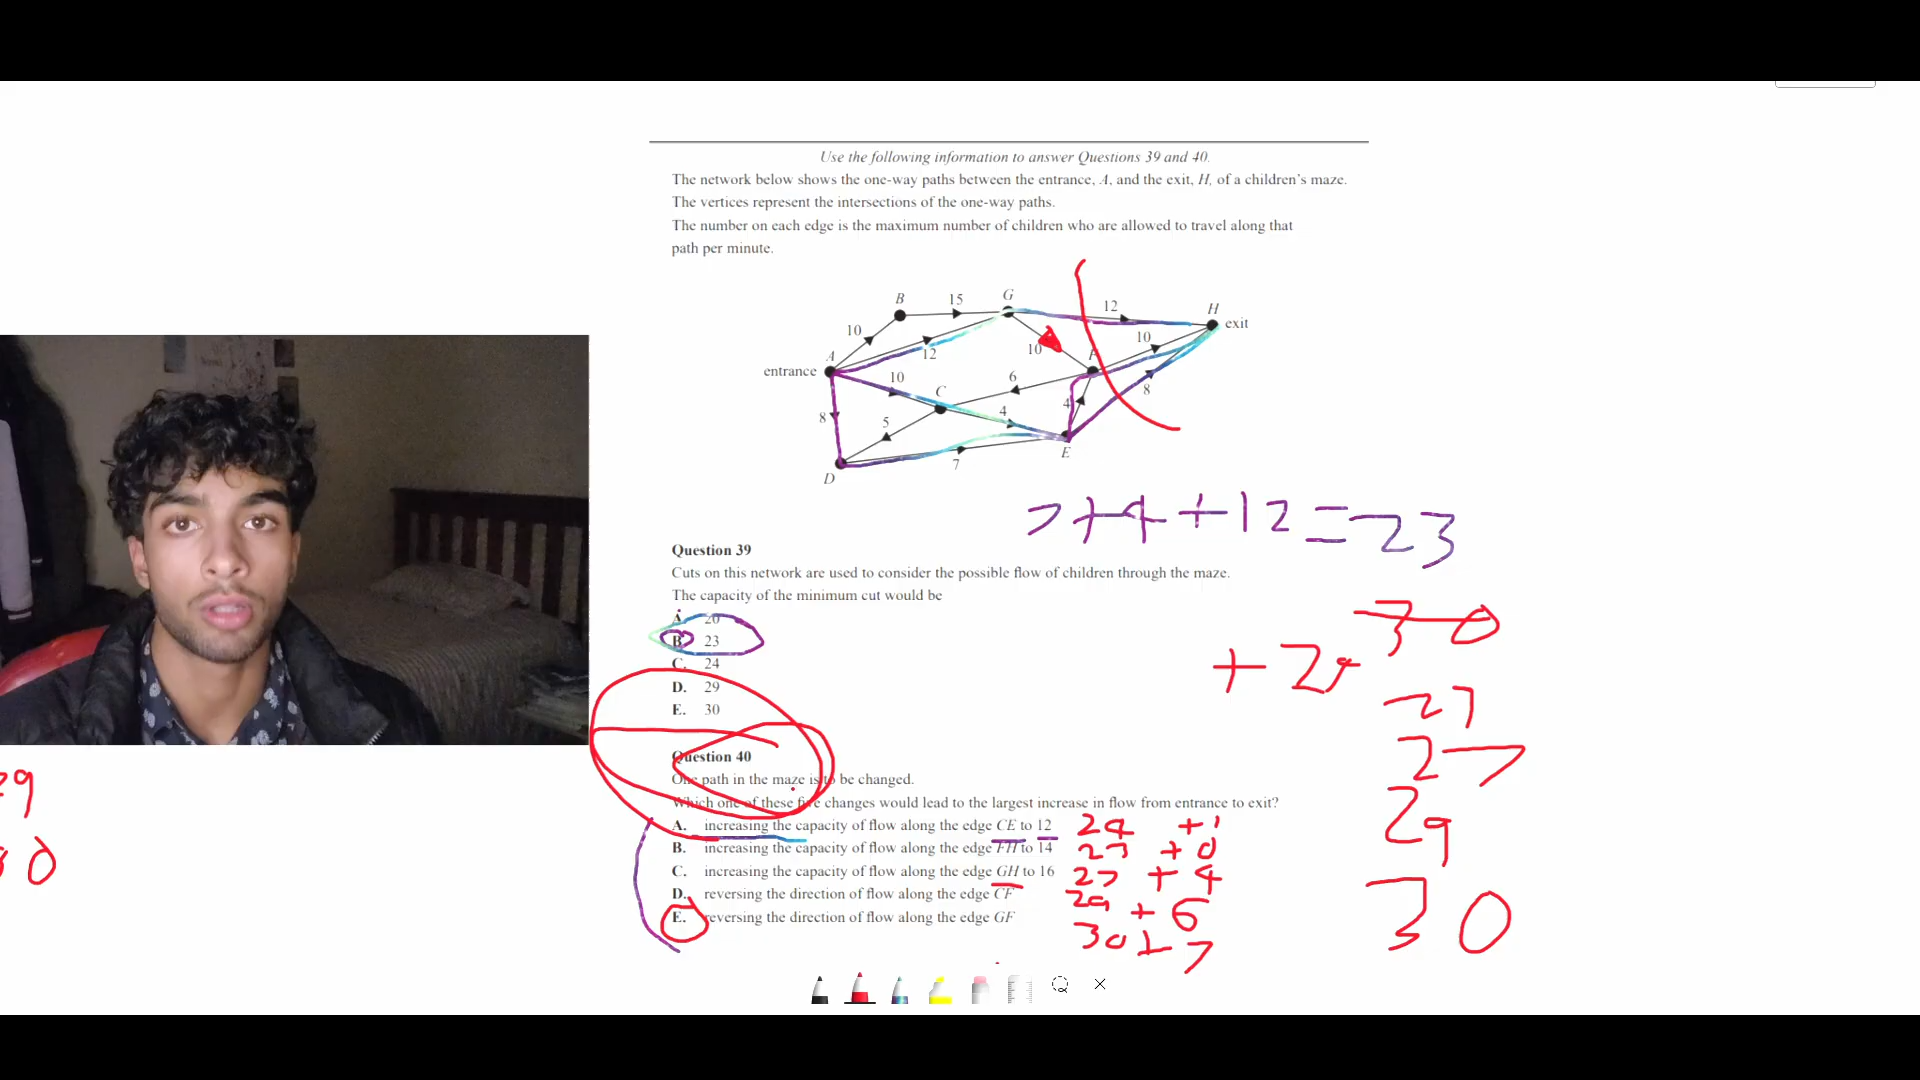 Use the following information to answer Questions 39 and 40.
The network below shows the one-way paths between the entrance, A, and the exit, H, of a children's maze.
The vertices represent the intersections of the one-way paths.
The number on each edge is the maximum number of children who are allowed to travel along that
path per minute.
B 15 G 12 H
exit
10 12 10 10
A
entrance
10 6 8
C
8 5 4 4
E
D 7
7+4+12=23
Question 39
Cuts on this network are used to consider the possible flow of children through the maze.
The capacity of the minimum cut would be
A. 20
B. 23
C. 24
D. 29
E. 30
30
+2
27
27
29
30
Question 40
One path in the maze is to be changed.
Which one of these five changes would lead to the largest increase in flow from entrance to exit?
A. increasing the capacity of flow along the edge CE to 12 24 +1
B. increasing the capacity of flow along the edge FH to 14 23 +0
C. increasing the capacity of flow along the edge GH to 16 27 +4
D. reversing the direction of flow along the edge CF 29 +6
E. reversing the direction of flow along the edge GF 30 +7